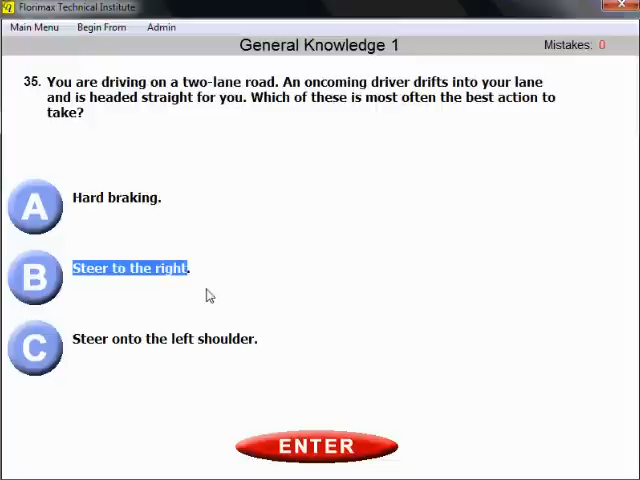 Florimax Technical Institute
Main Menu Begin From Admin
General Knowledge 1 Mistakes: 0
35. You are driving on a two-lane road. An oncoming driver drifts into your lane
and is headed straight for you. Which of these is most often the best action to
take?
A Hard braking.
B Steer to the right.
C Steer onto the left shoulder.
ENTER